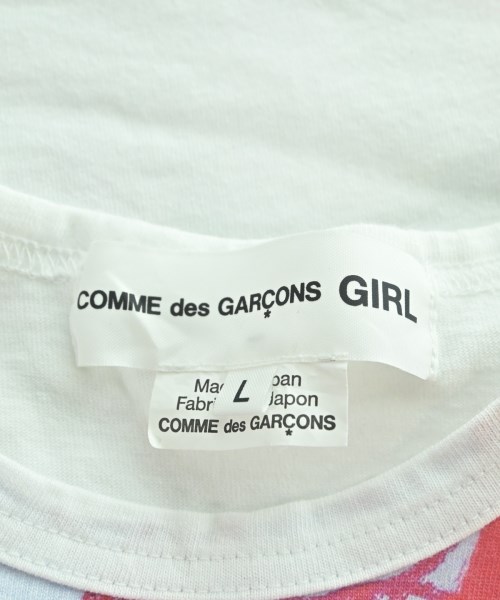 COMME des GARÇONS GIRL
Ma L pan
Fabri Japon
COMME des GARÇONS